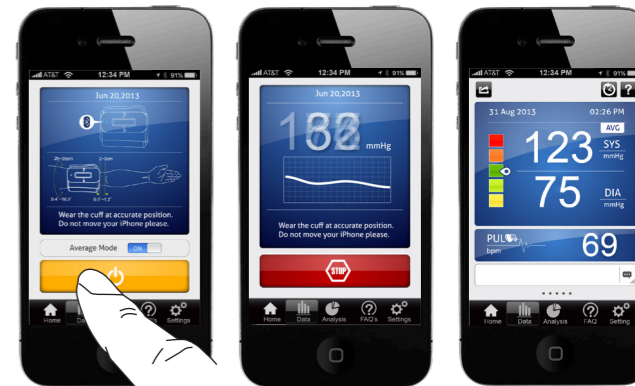 AT&T 12:34 PM 91%
Jun 20,2013
2~3cm
Wear the cuff at accurate position.
Do not move your iPhone please.
Average Mode ON
Home
Settings
AT&T 12:34 PM 91%
Jun 20,2013
mmHg
Wear the cuff at accurate position.
Do not move your iPhone please.
STOP
Home Data Analysis FAQ's Settings
AT&T 12:34 PM 91%
?
31 Aug 2013 02:26 PM
AVG
123 SYS
mmHg
75 DIA
mmHg
PUL
bpm
69
Home Data Analysis FAQ Setting